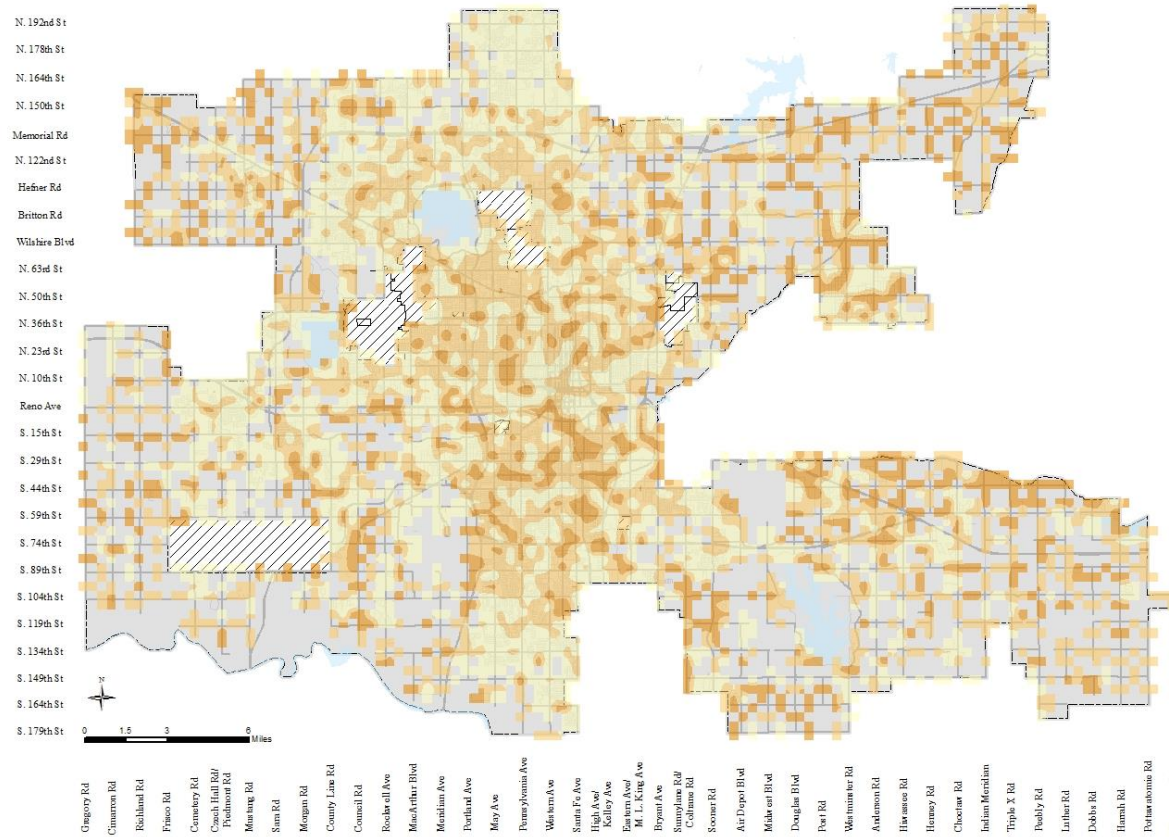 N. 192nd St
N. 178th St
N. 164th St
N. 150th St
Memorial Rd
N. 122nd St
Hefner Rd
Britton Rd
Wilshire Blvd
N. 63rd St
N. 50th St
N. 36th St
N. 23rd St
N. 10th St
Reno Ave
S. 15th St
S. 29th St
S. 44th St
S. 59th St
S. 74th St
S. 89th St
S. 104th St
S. 119th St
S. 134th St
S. 149th St
S. 164th St
S. 179th St
N
0 1.5 3 6
Miles
Gregory Rd
Cimarron Rd
Richland Rd
Frisco Rd
Cemetery Rd
Czech Hall Rd/
Piedmont Rd
Mustang Rd
Sara Rd
Morgan Rd
County Line Rd
Council Rd
Rockwell Ave
MacArthur Blvd
Meridian Ave
Portland Ave
May Ave
Pennsylvania Ave
Western Ave
Santa Fe Ave
High Ave/
Kelley Ave
Eastern Ave/
M. L. King Ave
Bryant Ave
Sunnylane Rd/
Coltrane Rd
Sooner Rd
Air Depot Blvd
Midwest Blvd
Douglas Blvd
Post Rd
Westminster Rd
Anderson Rd
Hiwassee Rd
Henney Rd
Choctaw Rd
Indian Meridian
Triple X Rd
Peebly Rd
Luther Rd
Dobbs Rd
Harrah Rd
Pottawatomie Rd